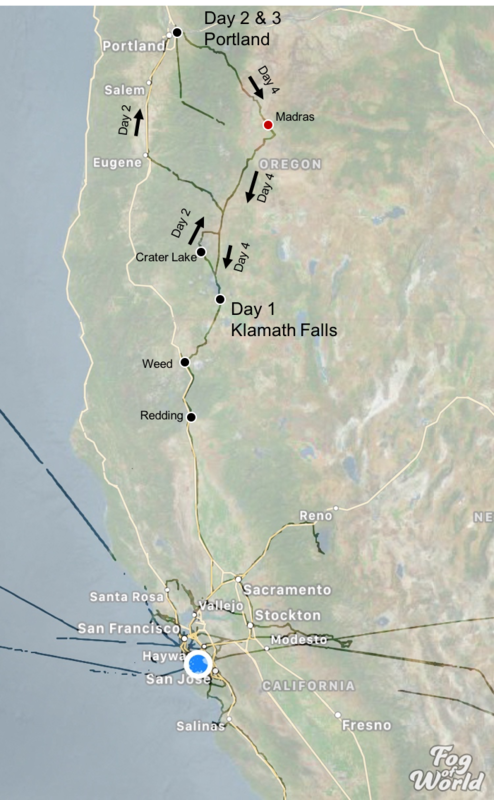 Day 2 & 3
Portland
Portland
Day 4
Salem
Day 2
Madras
Eugene
OREGON
Day 4
Day 2
Crater Lake
Day 4
Day 1
Klamath Falls
Weed
Redding
Reno
NE
Sacramento
Santa Rosa
Vallejo
Stockton
San Francisco
Modesto
Haywa
San Jose
CALIFORNIA
Salinas
Fresno
Fog
of
World